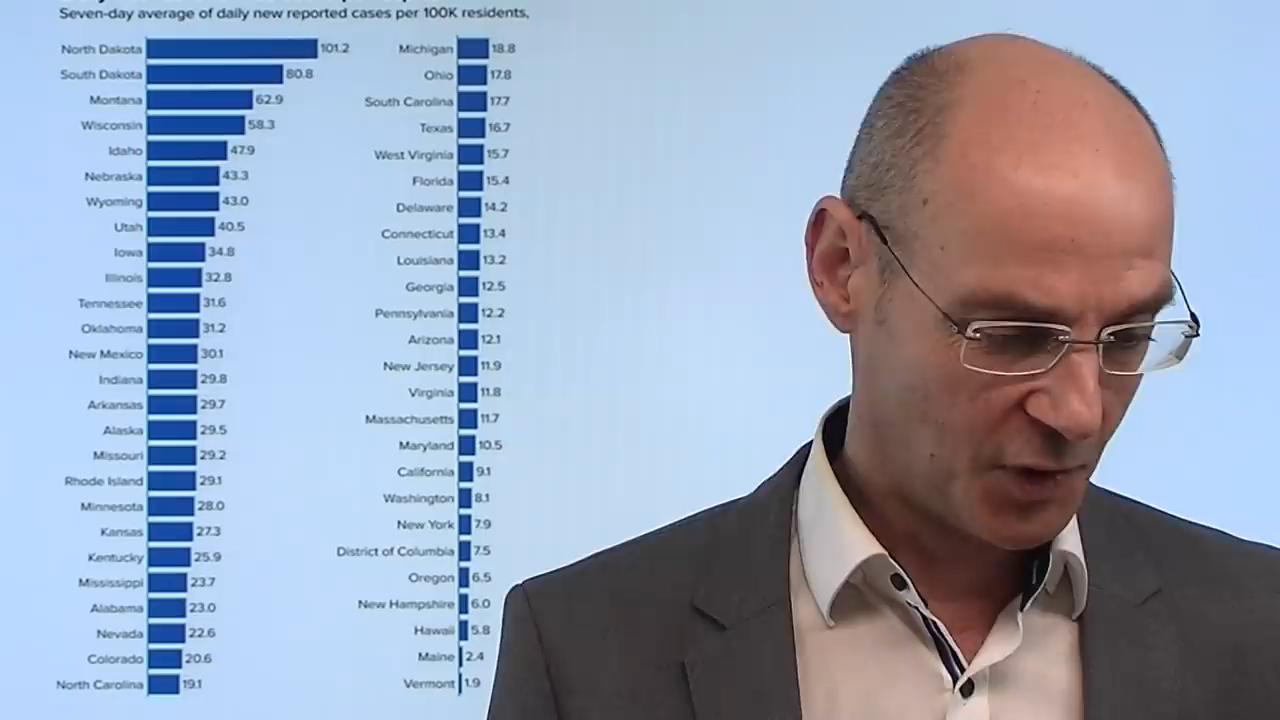 Seven-day average of daily new reported cases per 100K residents,
North Dakota 101.2
South Dakota 80.8
Montana 62.9
Wisconsin 58.3
Idaho 47.9
Nebraska 43.3
Wyoming 43.0
Utah 40.5
Iowa 34.8
Illinois 32.8
Tennessee 31.6
Oklahoma 31.2
New Mexico 30.1
Indiana 29.8
Arkansas 29.7
Alaska 29.5
Missouri 29.2
Rhode Island 29.1
Minnesota 28.0
Kansas 27.3
Kentucky 25.9
Mississippi 23.7
Alabama 23.0
Nevada 22.6
Colorado 20.6
North Carolina 19.1
Michigan 18.8
Ohio 17.8
South Carolina 17.7
Texas 16.7
West Virginia 15.7
Florida 15.4
Delaware 14.2
Connecticut 13.4
Louisiana 13.2
Georgia 12.5
Pennsylvania 12.2
Arizona 12.1
New Jersey 11.9
Virginia 11.8
Massachusetts 11.7
Maryland 10.5
California 9.1
Washington 8.1
New York 7.9
District of Columbia 7.5
Oregon 6.5
New Hampshire 6.0
Hawaii 5.8
Maine 2.4
Vermont 1.9